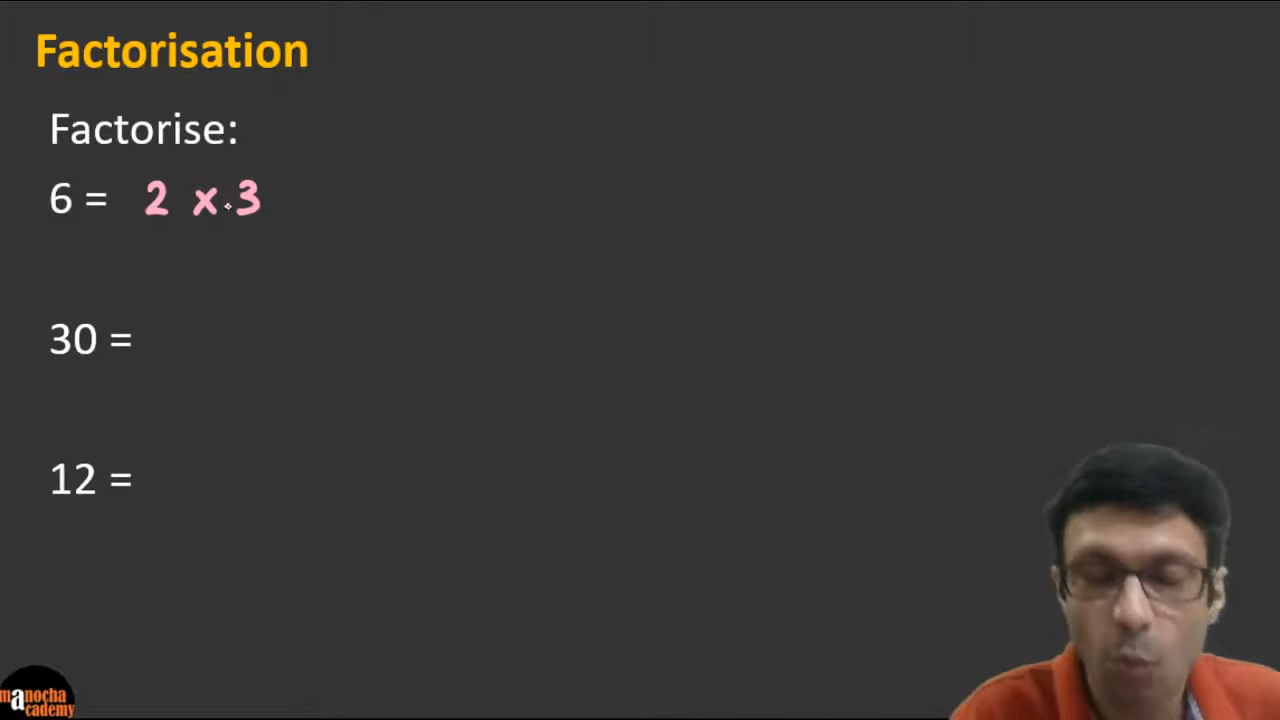 Factorisation
Factorise:
6 = 2 x 3
30 =
12 =
manocha
academy